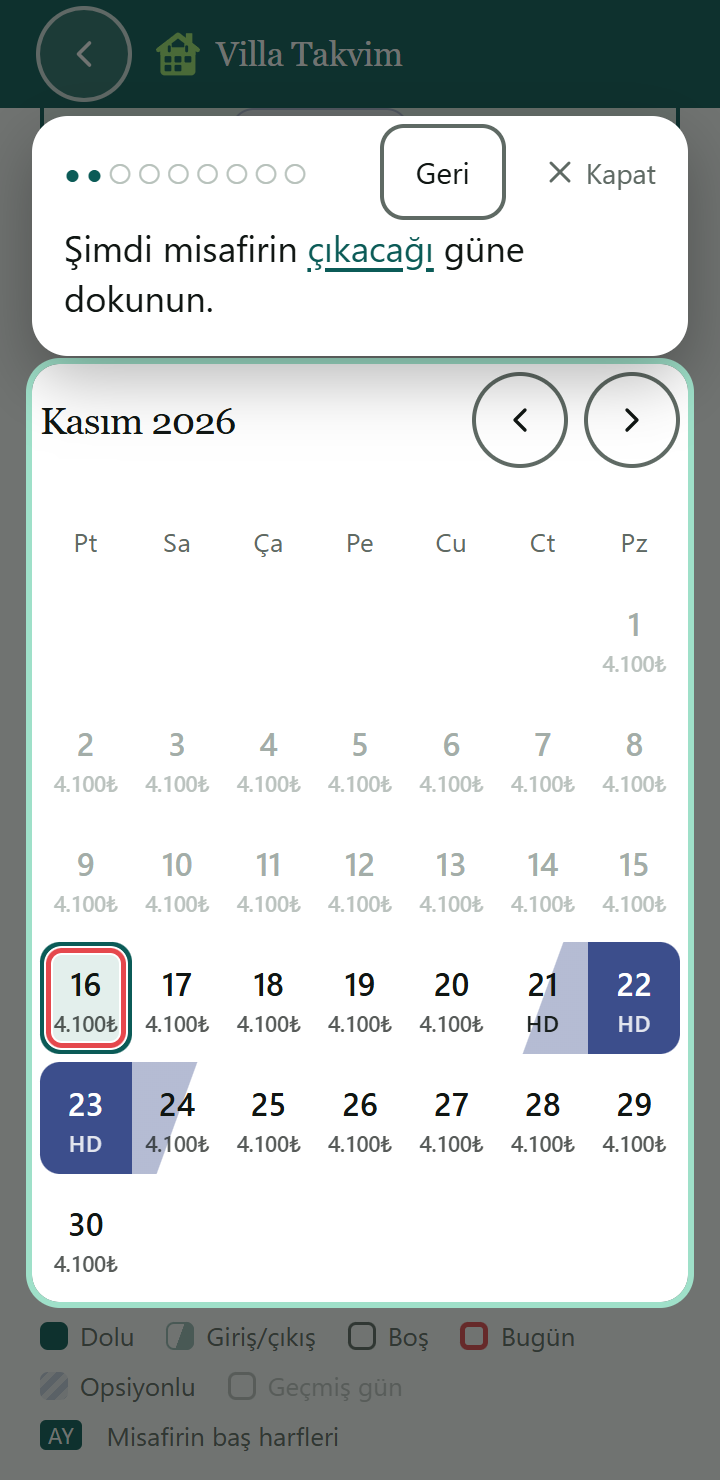 Villa Takvim
Geri
Kapat
Şimdi misafirin çıkacağı güne
dokunun.
Kasım 2026
Pt Sa Ça Pe Cu Ct Pz
1
4.100₺
2 3 4 5 6 7 8
4.100₺ 4.100₺ 4.100₺ 4.100₺ 4.100₺ 4.100₺ 4.100₺
9 10 11 12 13 14 15
4.100₺ 4.100₺ 4.100₺ 4.100₺ 4.100₺ 4.100₺ 4.100₺
16 17 18 19 20 21 22
4.100₺ 4.100₺ 4.100₺ 4.100₺ 4.100₺ HD HD
23 24 25 26 27 28 29
HD 4.100₺ 4.100₺ 4.100₺ 4.100₺ 4.100₺ 4.100₺
30
4.100₺
Dolu Giriş/çıkış Boş Bugün
Opsiyonlu Geçmiş gün
AY Misafirin baş harfleri